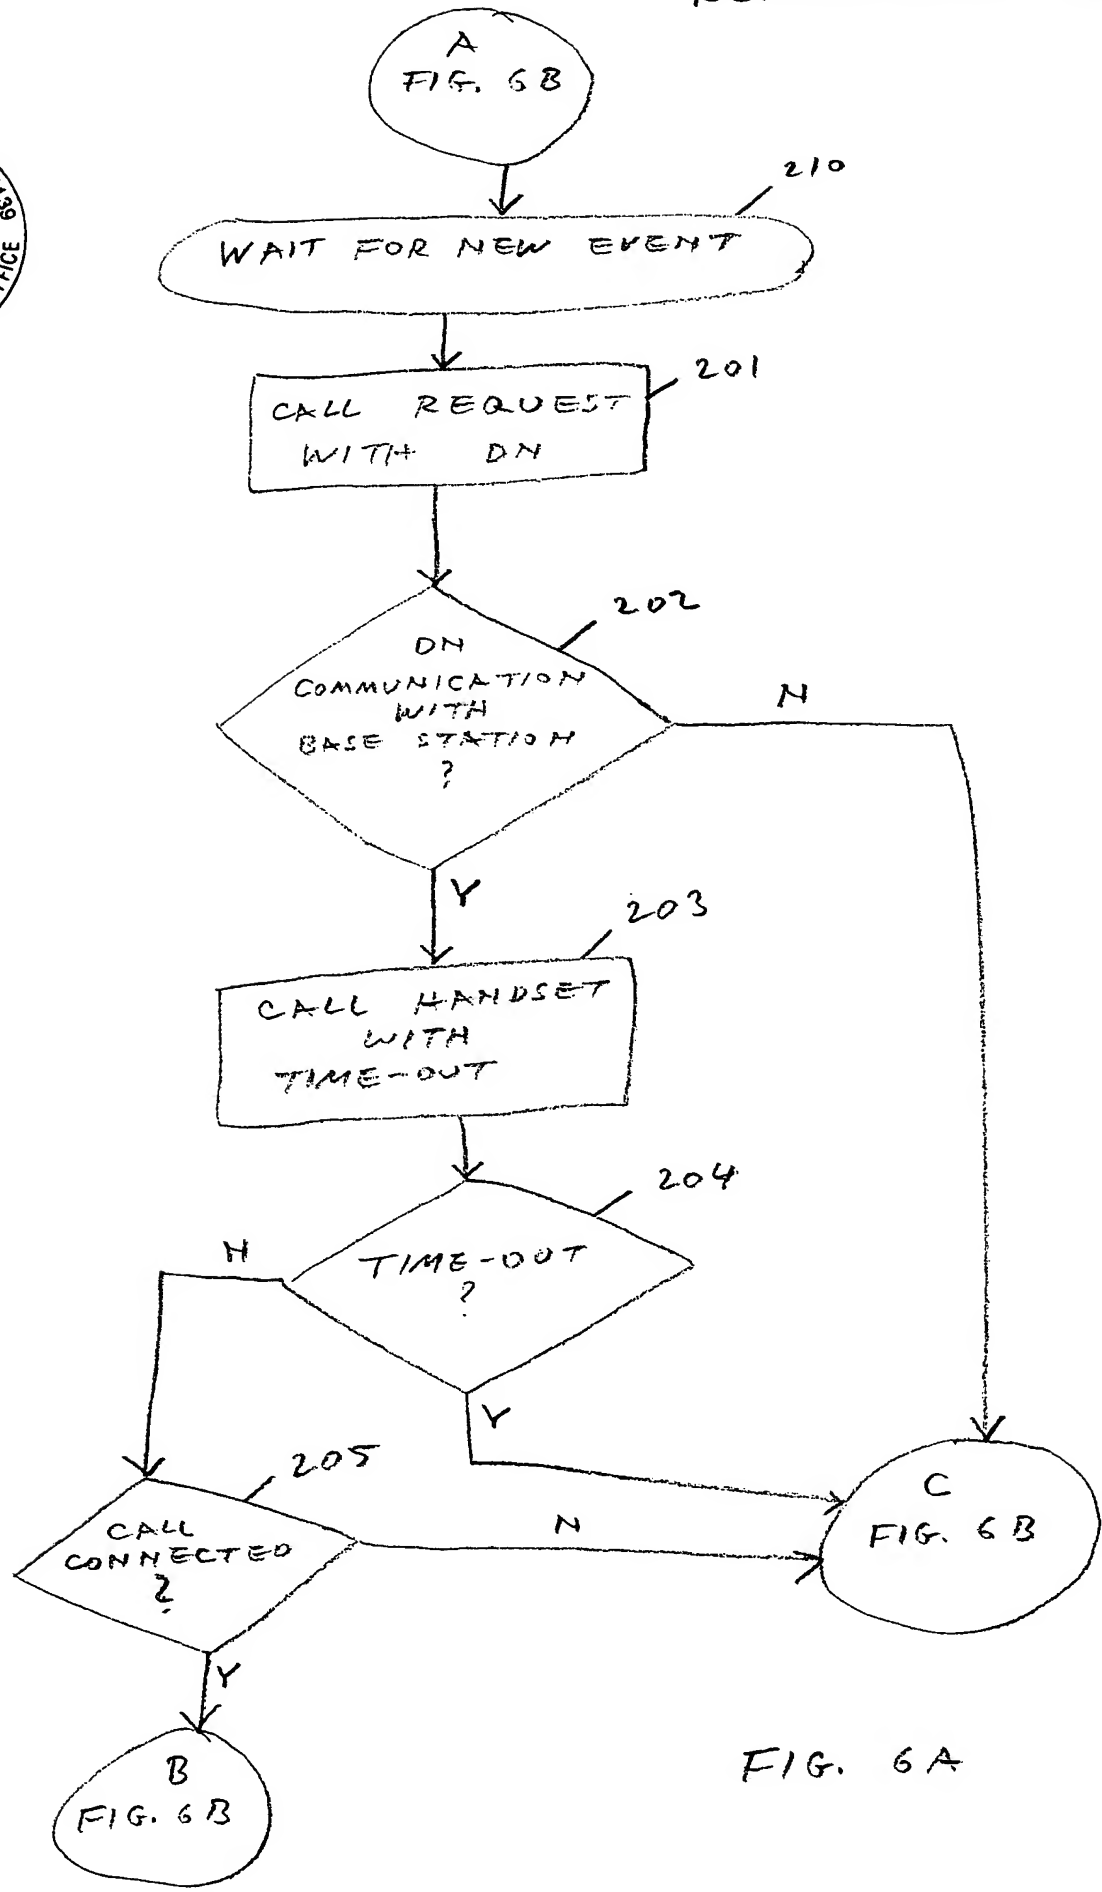 A
FIG. 6B
210
WAIT FOR NEW EVENT
201
CALL REQUEST
WITH DN
202
DN
COMMUNICATION
WITH
BASE STATION
?
N
Y
203
CALL HANDSET
WITH
TIME-OUT
204
N
TIME-OUT
?
Y
205
CALL
CONNECTED
?
N
C
FIG. 6B
Y
B
FIG. 6B
FIG. 6A